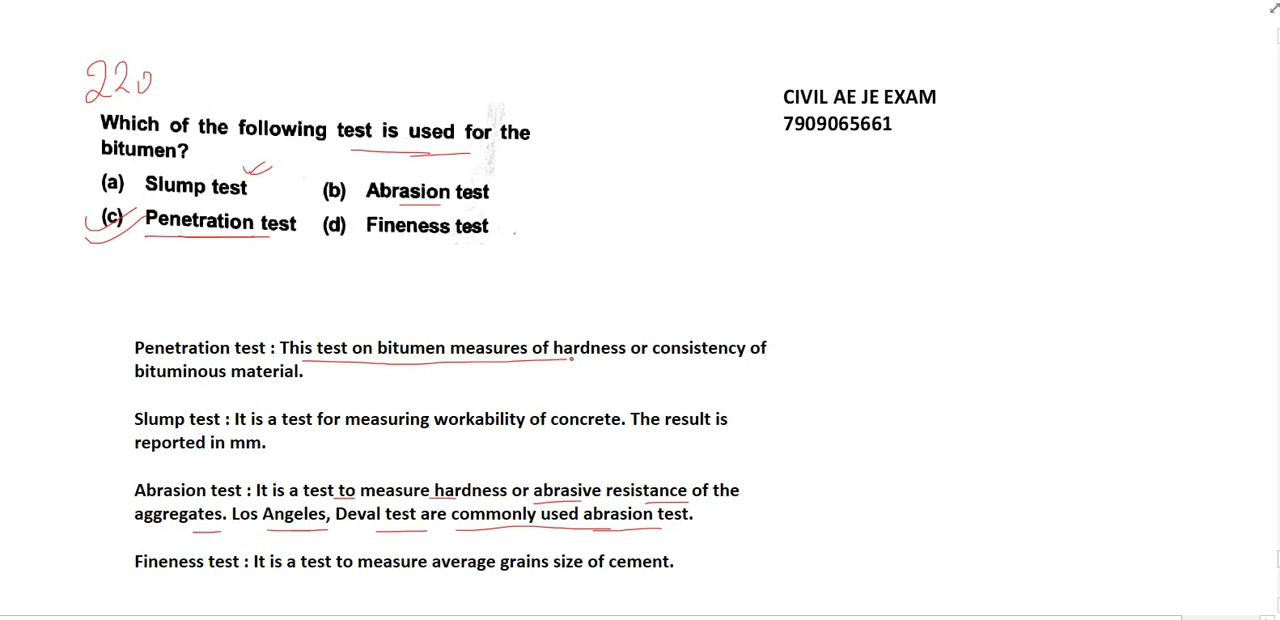 220
CIVIL AE JE EXAM
7909065661
Which of the following test is used for the
bitumen?
(a) Slump test (b) Abrasion test
(c) Penetration test (d) Fineness test
Penetration test : This test on bitumen measures of hardness or consistency of
bituminous material.
Slump test : It is a test for measuring workability of concrete. The result is
reported in mm.
Abrasion test : It is a test to measure hardness or abrasive resistance of the
aggregates. Los Angeles, Deval test are commonly used abrasion test.
Fineness test : It is a test to measure average grains size of cement.